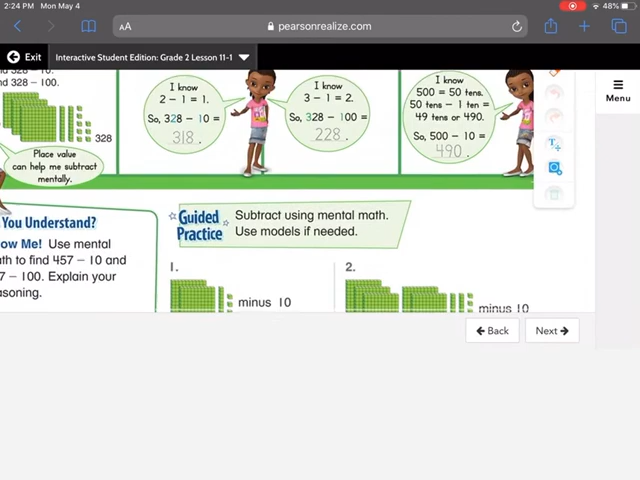 2:24 PM Mon May 4
48%
AA
pearsonrealize.com
Exit
Interactive Student Edition: Grade 2 Lesson 11-1
Menu
nd 328 − 100.
328
Place value
can help me subtract
mentally.
I know
2 − 1 = 1.
So, 328 − 10 =
318.
I know
3 − 1 = 2.
So, 328 − 100 =
228.
I know
500 = 50 tens.
50 tens − 1 ten =
49 tens or 490.
So, 500 − 10 =
490.
You Understand?
ow Me! Use mental
ath to find 457 − 10 and
7 − 100. Explain your
asoning.
Guided
Practice
Subtract using mental math.
Use models if needed.
1.
minus 10
2.
minus 10
Back
Next